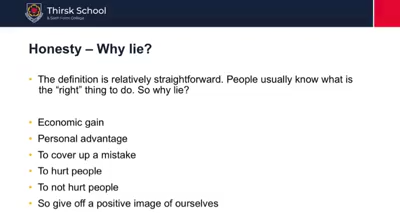 Thirsk School
& Sixth Form College
Honesty – Why lie?
• The definition is relatively straightforward. People usually know what is
the “right” thing to do. So why lie?
• Economic gain
• Personal advantage
• To cover up a mistake
• To hurt people
• To not hurt people
• So give off a positive image of ourselves